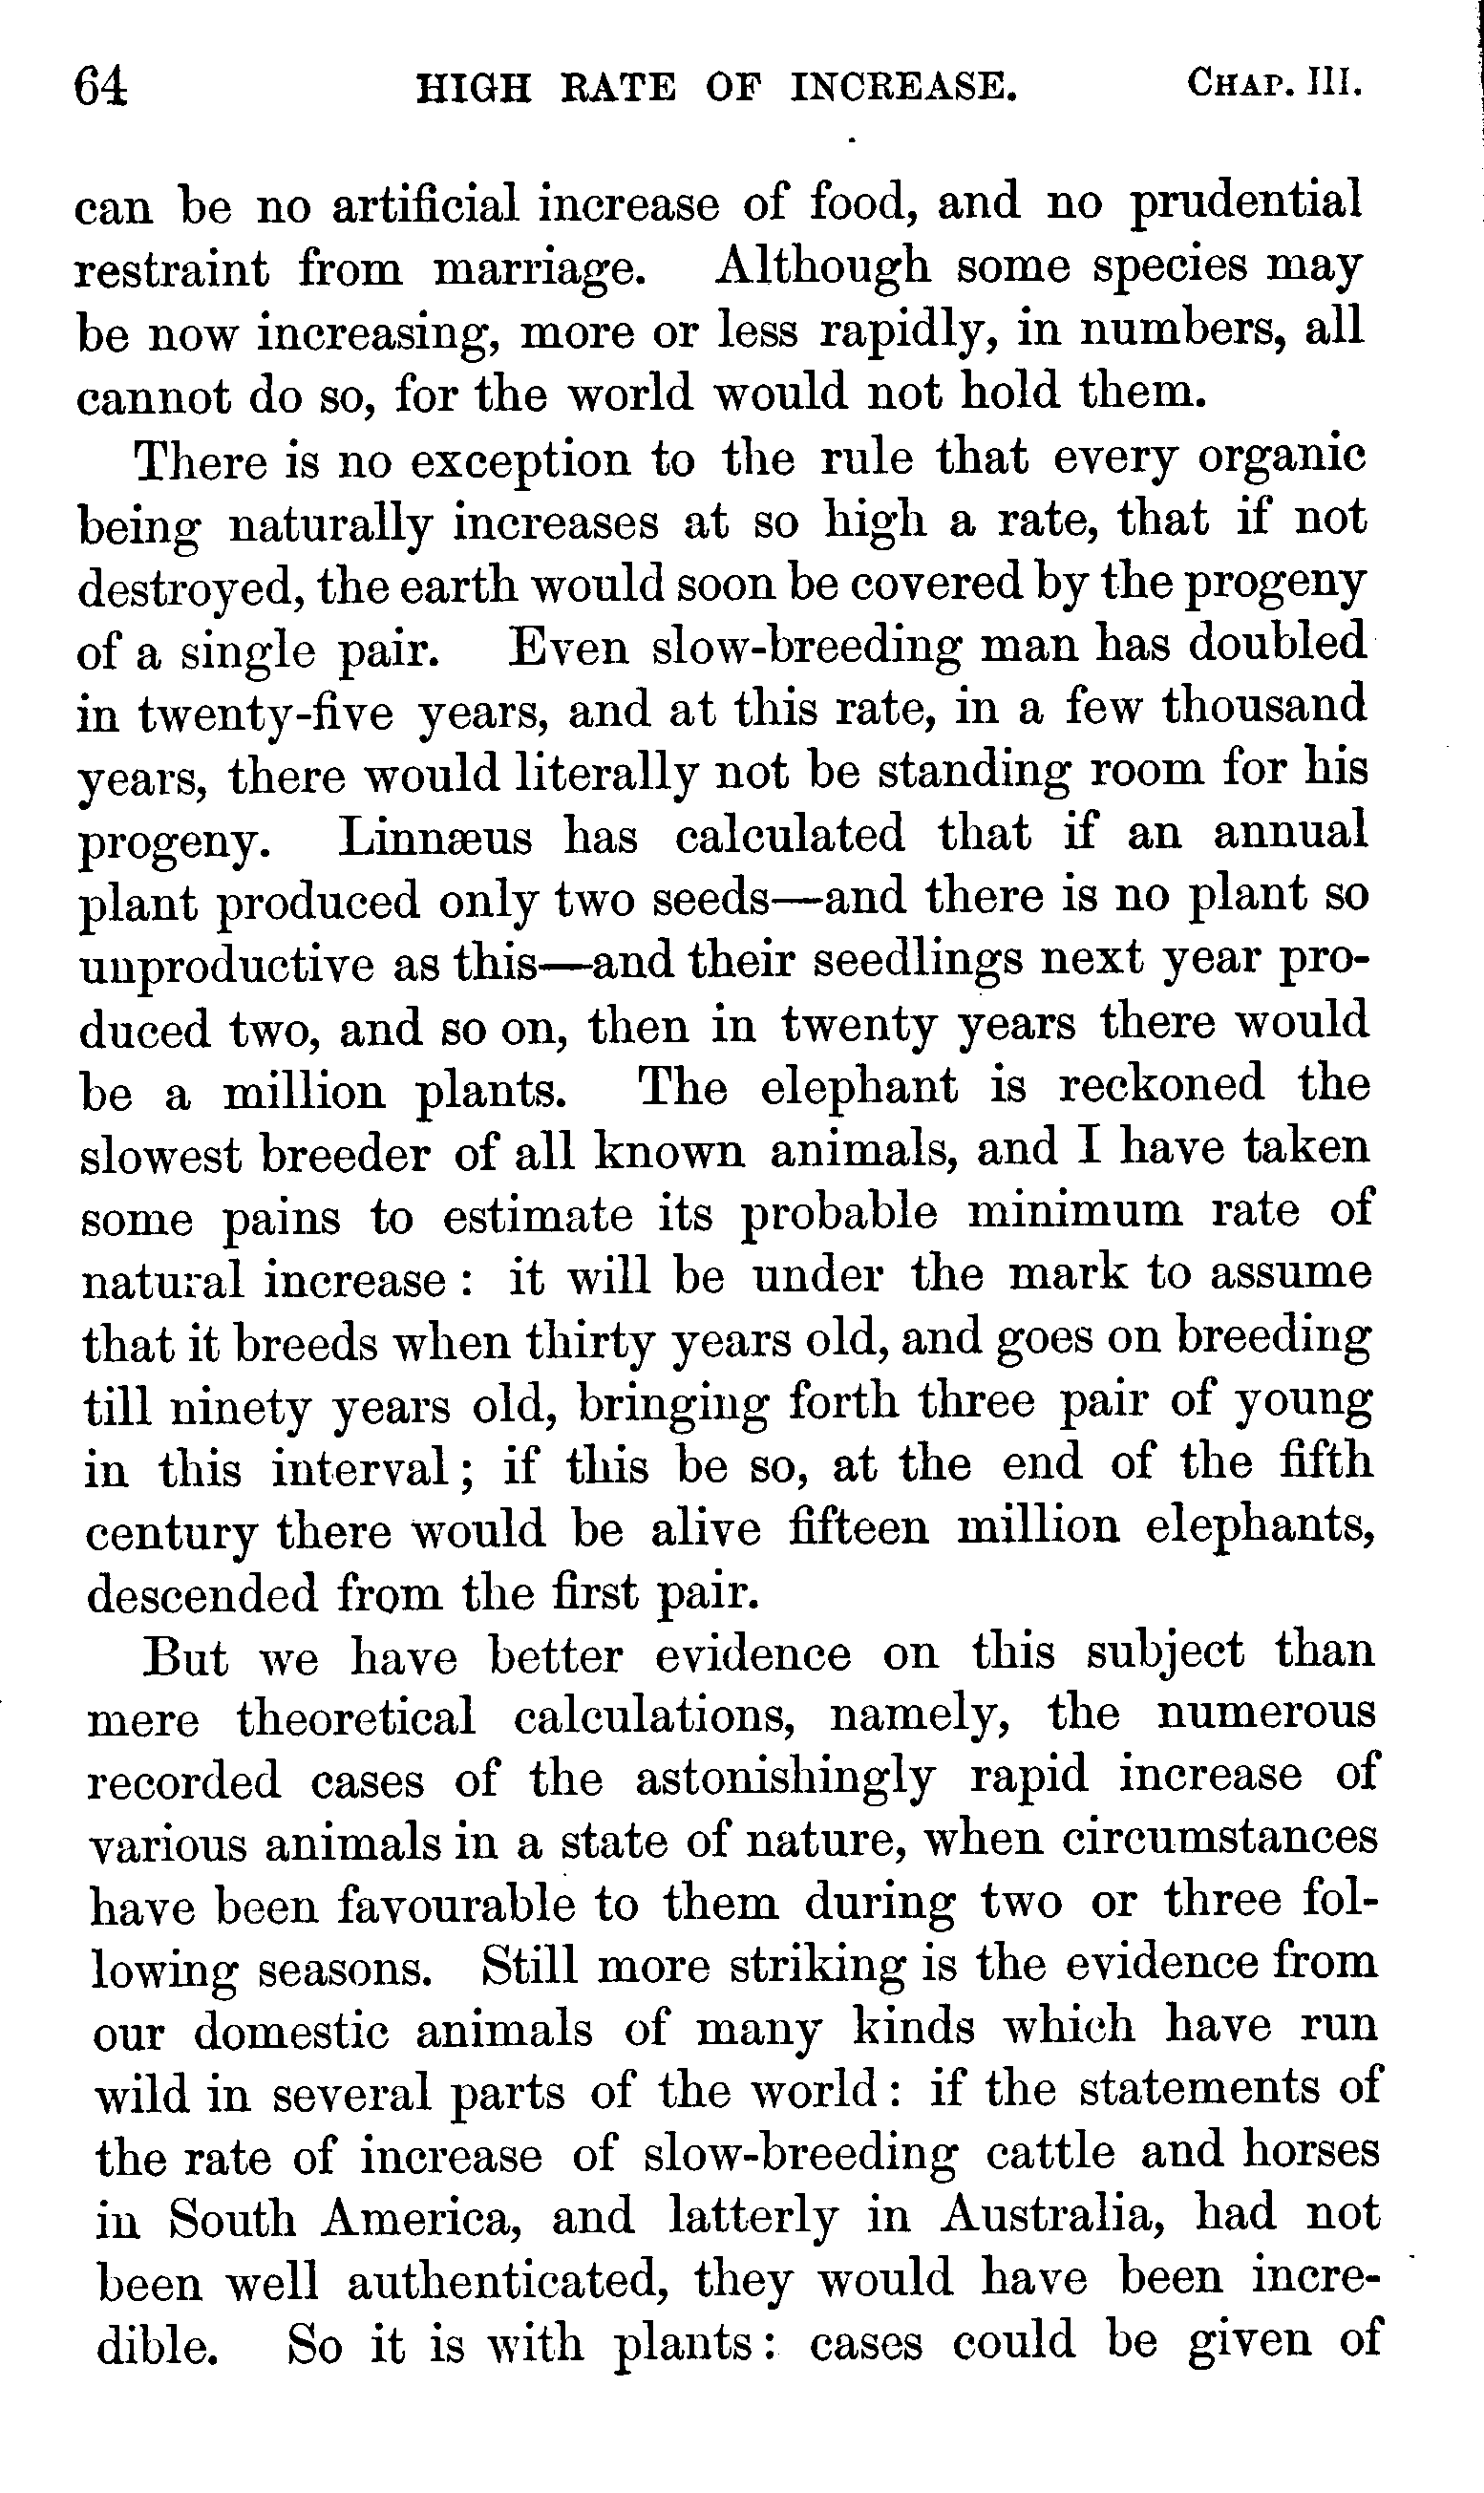 64 HIGH RATE OF INCREASE. CHAP. III.
can be no artificial increase of food, and no prudential
restraint from marriage. Although some species may
be now increasing, more or less rapidly, in numbers, all
cannot do so, for the world would not hold them.
There is no exception to the rule that every organic
being naturally increases at so high a rate, that if not
destroyed, the earth would soon be covered by the progeny
of a single pair. Even slow-breeding man has doubled
in twenty-five years, and at this rate, in a few thousand
years, there would literally not be standing room for his
progeny. Linnæus has calculated that if an annual
plant produced only two seeds—and there is no plant so
unproductive as this—and their seedlings next year pro-
duced two, and so on, then in twenty years there would
be a million plants. The elephant is reckoned the
slowest breeder of all known animals, and I have taken
some pains to estimate its probable minimum rate of
natural increase: it will be under the mark to assume
that it breeds when thirty years old, and goes on breeding
till ninety years old, bringing forth three pair of young
in this interval; if this be so, at the end of the fifth
century there would be alive fifteen million elephants,
descended from the first pair.
But we have better evidence on this subject than
mere theoretical calculations, namely, the numerous
recorded cases of the astonishingly rapid increase of
various animals in a state of nature, when circumstances
have been favourable to them during two or three fol-
lowing seasons. Still more striking is the evidence from
our domestic animals of many kinds which have run
wild in several parts of the world: if the statements of
the rate of increase of slow-breeding cattle and horses
in South America, and latterly in Australia, had not
been well authenticated, they would have been incre-
dible. So it is with plants: cases could be given of